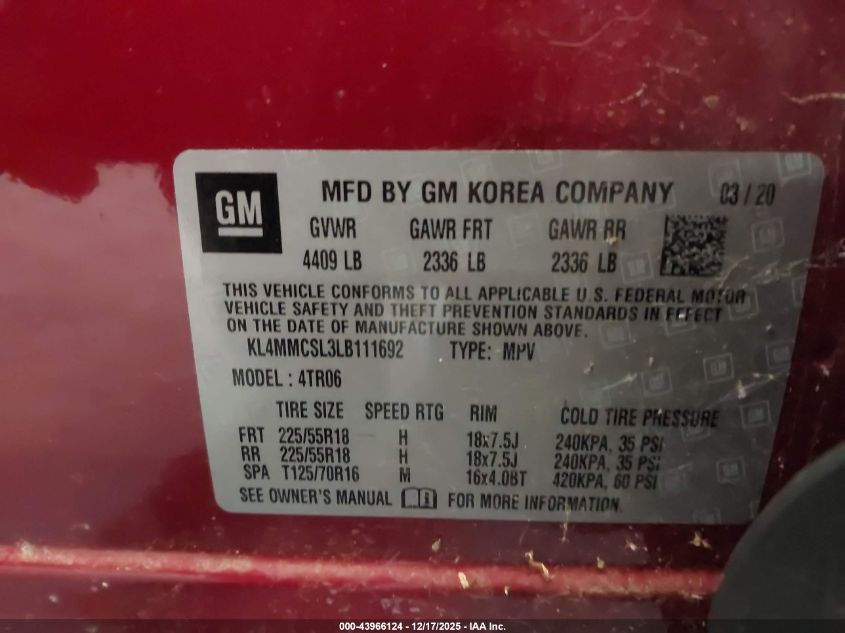 GM MFD BY GM KOREA COMPANY 03/20
GVWR GAWR FRT GAWR RR
4409 LB 2336 LB 2336 LB
THIS VEHICLE CONFORMS TO ALL APPLICABLE U.S. FEDERAL MOTOR
VEHICLE SAFETY AND THEFT PREVENTION STANDARDS IN EFFECT
ON THE DATE OF MANUFACTURE SHOWN ABOVE.
KL4MMCSL3LB111692 TYPE: MPV
MODEL: 4TR06
TIRE SIZE SPEED RTG RIM COLD TIRE PRESSURE
FRT 225/55R18 H 18x7.5J 240KPA, 35 PSI
RR 225/55R18 H 18x7.5J 240KPA, 35 PSI
SPA T125/70R16 M 16x4.0BT 420KPA, 60 PSI
SEE OWNER'S MANUAL FOR MORE INFORMATION.
000-43966124 - 12/17/2025 - IAA Inc.